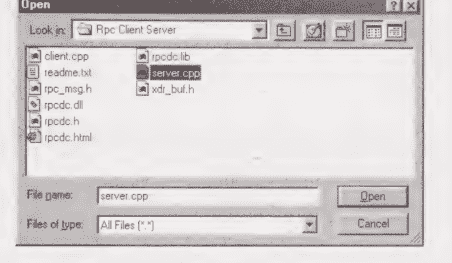 Open
Look in: Rpc Client Server
client.cpp
readme.txt
rpc_msg.h
rpcdc.dll
rpcdc.h
rpcdc.html
rpcdc.lib
server.cpp
xdr_buf.h
File name: server.cpp Open
Files of type: All Files (*.*) Cancel